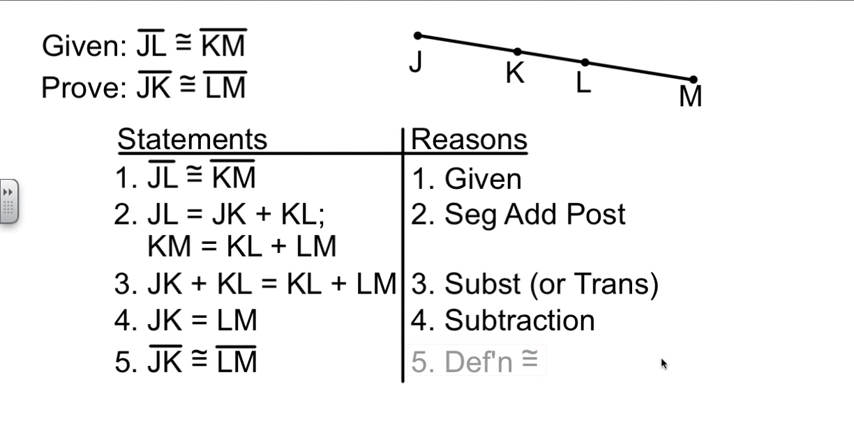 Given: JL ≅ KM
Prove: JK ≅ LM
J
K
L
M
Statements Reasons
1. JL ≅ KM 1. Given
2. JL = JK + KL; 2. Seg Add Post
KM = KL + LM
3. JK + KL = KL + LM 3. Subst (or Trans)
4. JK = LM 4. Subtraction
5. JK ≅ LM 5. Def'n ≅